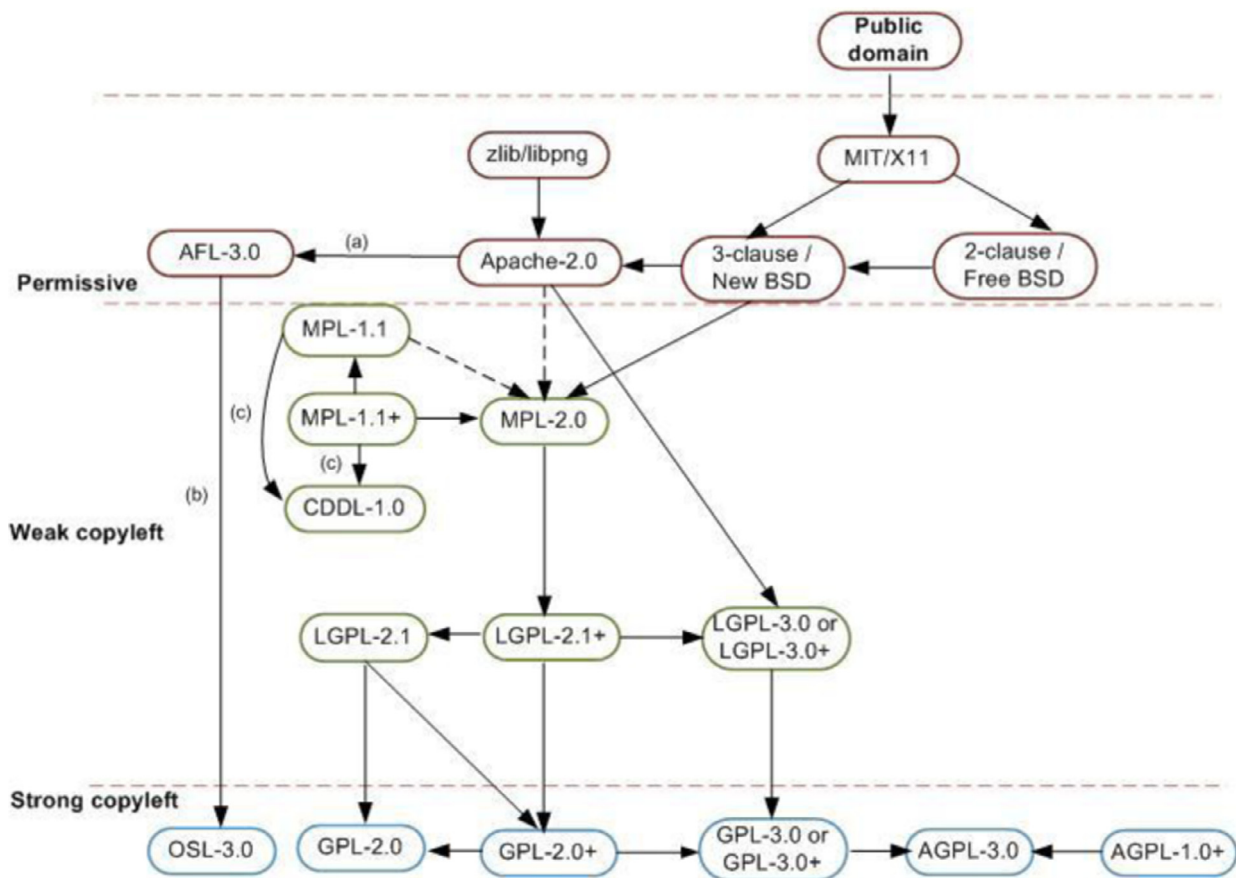 Public
domain
zlib/libpng
MIT/X11
AFL-3.0
(a)
Apache-2.0
3-clause /
New BSD
2-clause /
Free BSD
Permissive
MPL-1.1
(c)
MPL-1.1+
MPL-2.0
(c)
(b)
CDDL-1.0
Weak copyleft
LGPL-2.1
LGPL-2.1+
LGPL-3.0 or
LGPL-3.0+
Strong copyleft
OSL-3.0
GPL-2.0
GPL-2.0+
GPL-3.0 or
GPL-3.0+
AGPL-3.0
AGPL-1.0+